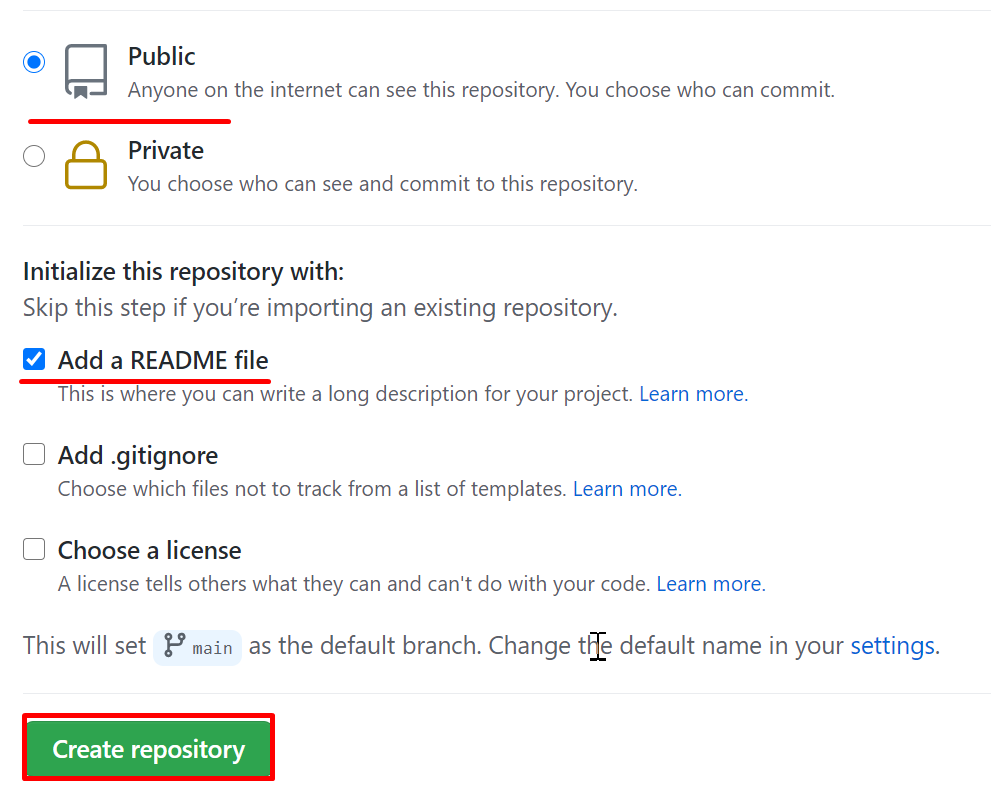 Public
Anyone on the internet can see this repository. You choose who can commit.
Private
You choose who can see and commit to this repository.
Initialize this repository with:
Skip this step if you’re importing an existing repository.
Add a README file
This is where you can write a long description for your project. Learn more.
Add .gitignore
Choose which files not to track from a list of templates. Learn more.
Choose a license
A license tells others what they can and can't do with your code. Learn more.
This will set main as the default branch. Change the default name in your settings.
Create repository